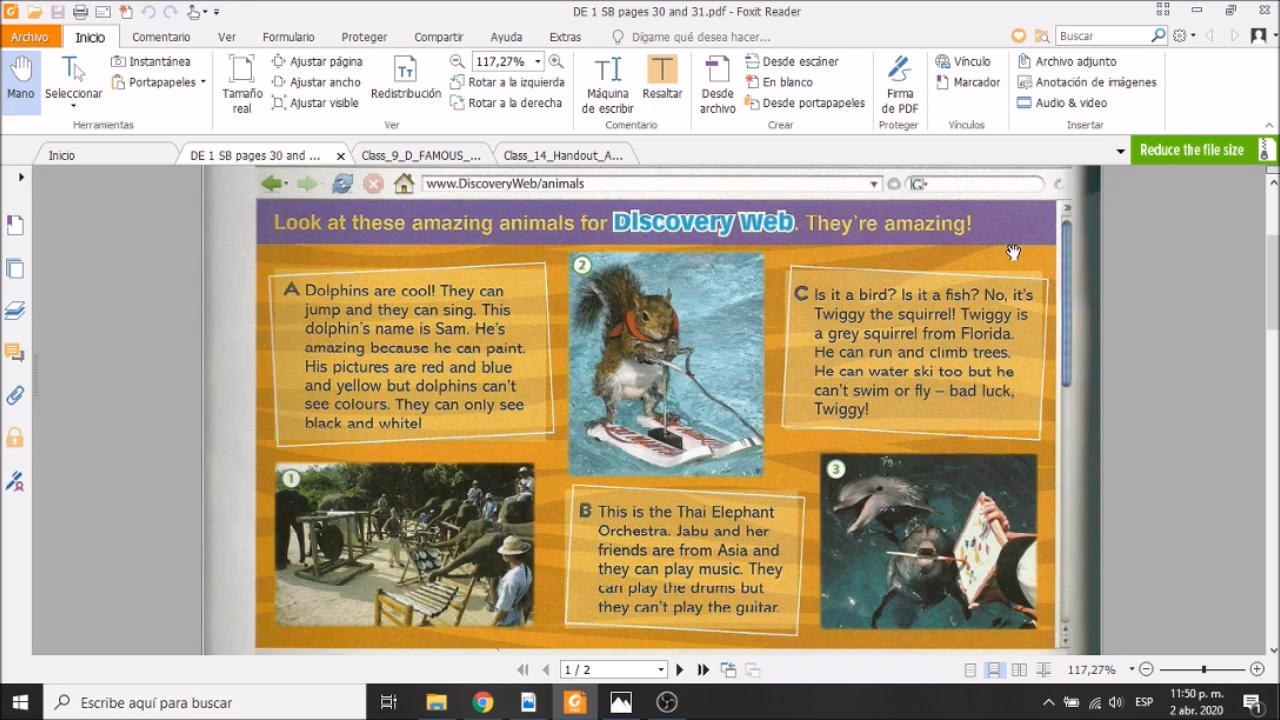 DE 1 SB pages 30 and 31.pdf - Foxit Reader
Archivo Inicio Comentario Ver Formulario Proteger Compartir Ayuda Extras Dígame qué desea hacer... Buscar
Mano
Seleccionar
Instantánea
Portapapeles
Herramientas
Tamaño
real
Ajustar página
Ajustar ancho
Ajustar visible
Redistribución
117,27%
Rotar a la izquierda
Rotar a la derecha
Ver
Máquina
de escribir
Resaltar
Comentario
Desde
archivo
Desde escáner
En blanco
Desde portapapeles
Crear
Firma
de PDF
Proteger
Vínculo
Marcador
Vínculos
Archivo adjunto
Anotación de imágenes
Audio & video
Insertar
Inicio DE 1 SB pages 30 and ... Class_9_D_FAMOUS_... Class_14_Handout_A... Reduce the file size
www.DiscoveryWeb/animals
G
Look at these amazing animals for Discovery Web. They're amazing!
A Dolphins are cool! They can
jump and they can sing. This
dolphin's name is Sam. He's
amazing because he can paint.
His pictures are red and blue
and yellow but dolphins can't
see colours. They can only see
black and white!
2
C Is it a bird? Is it a fish? No, it's
Twiggy the squirrel! Twiggy is
a grey squirrel from Florida.
He can run and climb trees.
He can water ski too but he
can't swim or fly – bad luck,
Twiggy!
1
B This is the Thai Elephant
Orchestra. Jabu and her
friends are from Asia and
they can play music. They
can play the drums but
they can't play the guitar.
3
1 / 2
117,27%
Escribe aquí para buscar
ESP
11:50 p. m.
2 abr. 2020
1